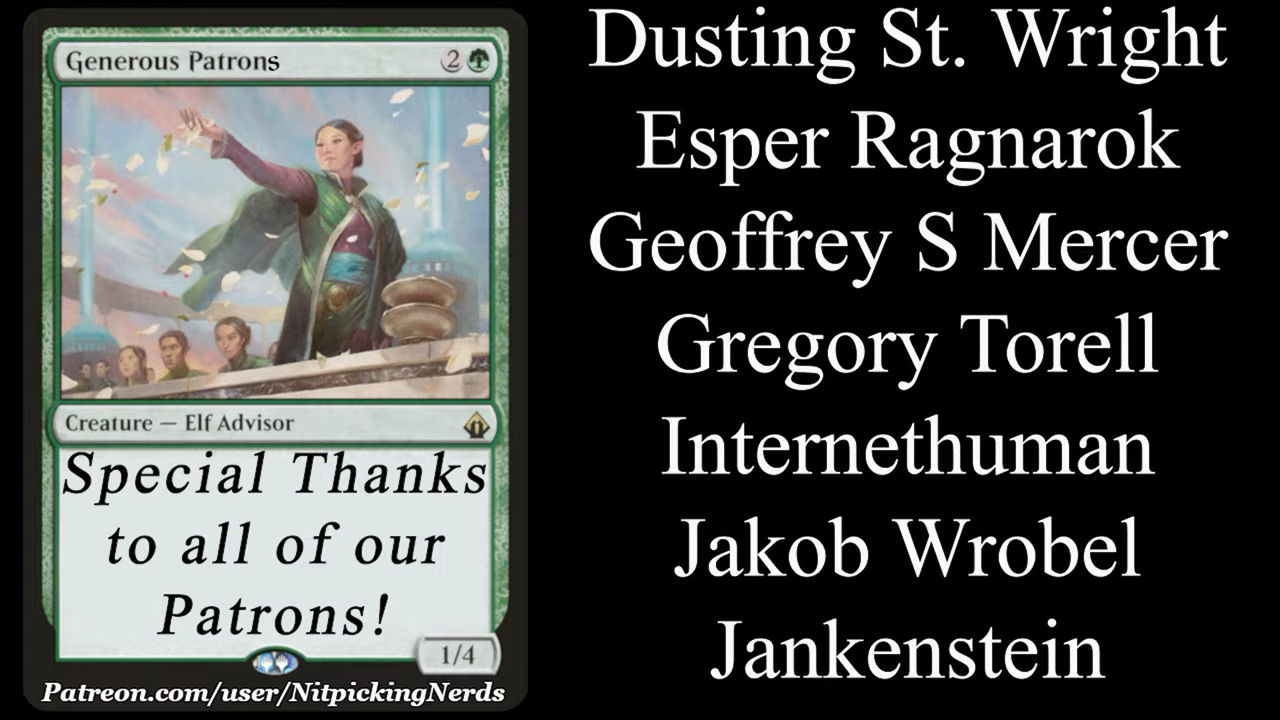 Generous Patrons 2
Creature — Elf Advisor
Special Thanks
to all of our
Patrons!
1/4
Patreon.com/user/NitpickingNerds
Dusting St. Wright
Esper Ragnarok
Geoffrey S Mercer
Gregory Torell
Internethuman
Jakob Wrobel
Jankenstein